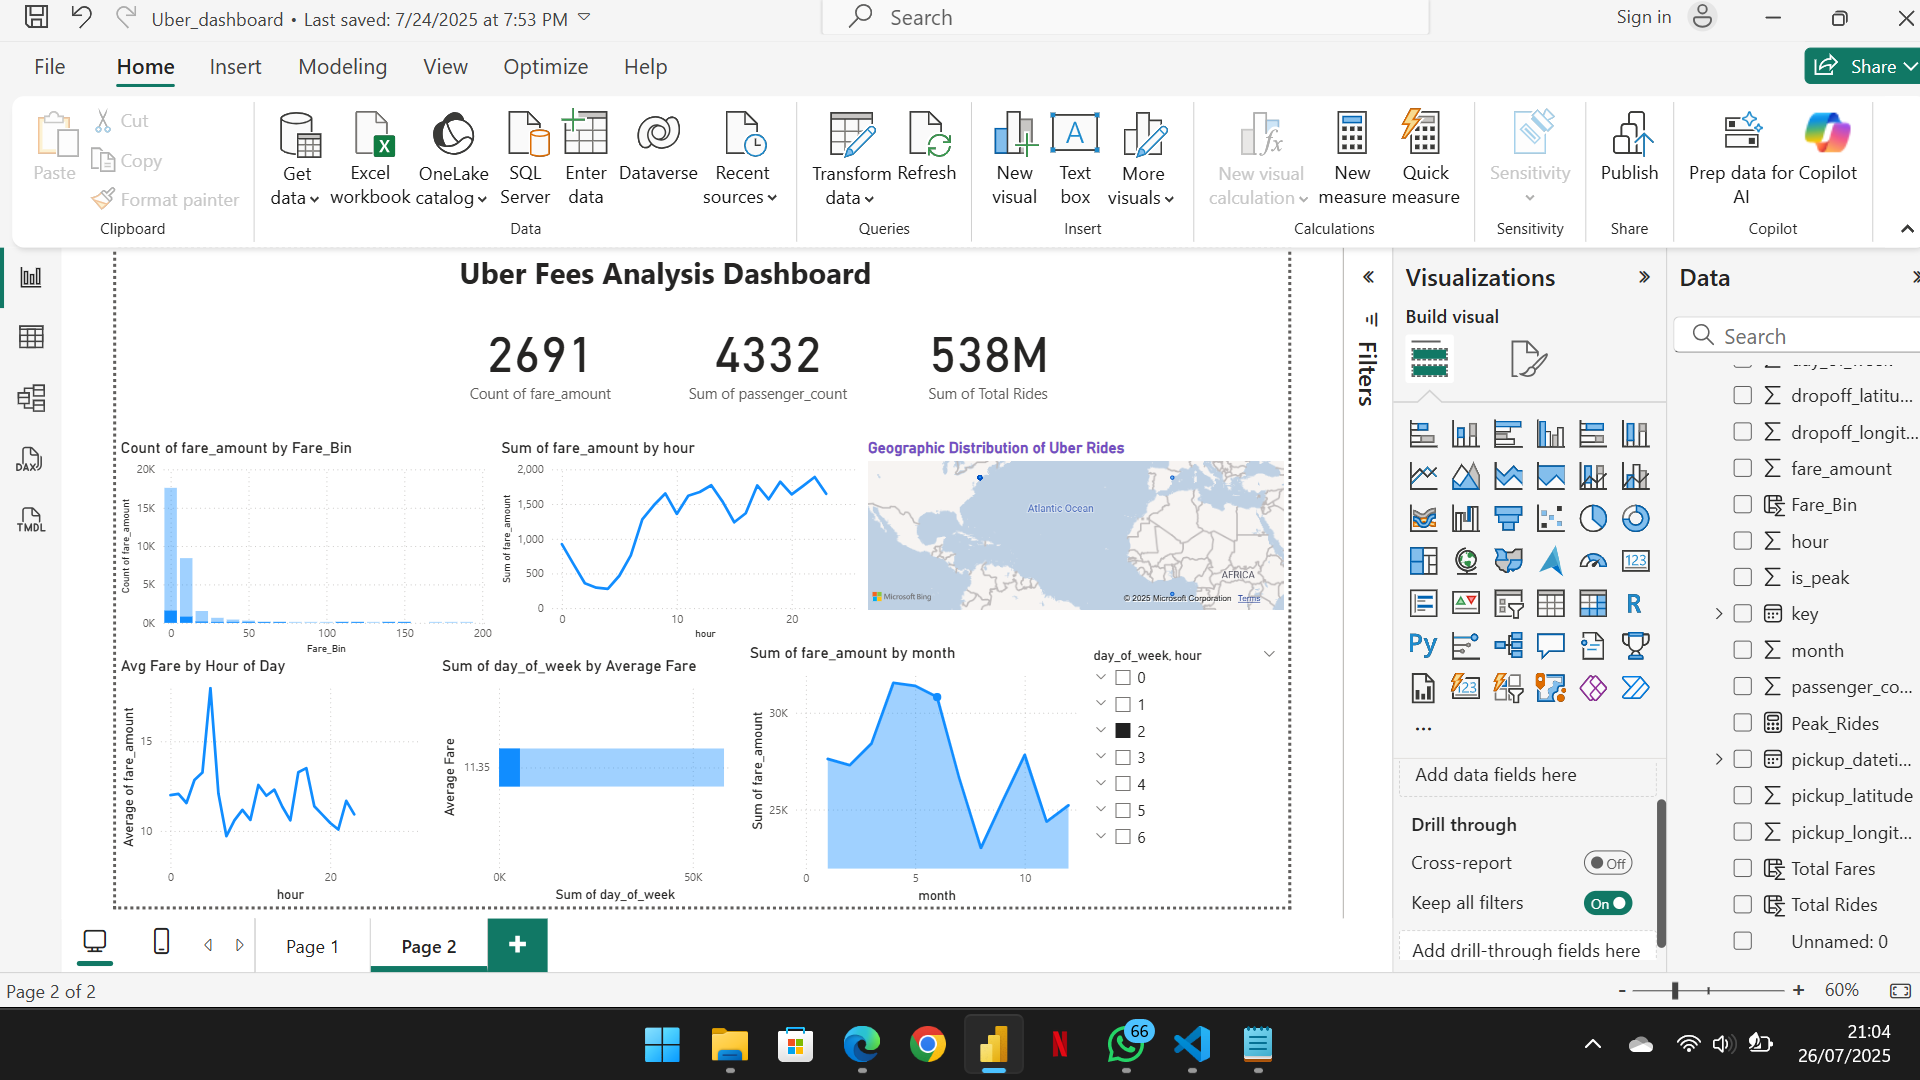 Uber_dashboard • Last saved: 7/24/2025 at 7:53 PM
Search
Sign in
File Home Insert Modeling View Optimize Help
Share
Paste
Cut
Copy
Format painter
Clipboard
Get data
Excel workbook
OneLake catalog
SQL Server
Enter data
Dataverse
Recent sources
Data
Transform data
Refresh
Queries
New visual
Text box
A
More visuals
Insert
New visual calculation
New measure
Quick measure
Calculations
Sensitivity
Sensitivity
Publish
Share
Prep data for AI
Copilot
Copilot
DAX
TMDL
Uber Fees Analysis Dashboard
2691
Count of fare_amount
4332
Sum of passenger_count
538M
Sum of Total Rides
Count of fare_amount by Fare_Bin
20K
15K
10K
5K
0K
Count of fare_amount
0 50 100 150 200
Fare_Bin
Sum of fare_amount by hour
2,000
1,500
1,000
500
0
Sum of fare_amount
0 10 20
hour
Geographic Distribution of Uber Rides
Atlantic Ocean
AFRICA
Microsoft Bing
© 2025 Microsoft Corporation Terms
Avg Fare by Hour of Day
15
10
Average of fare_amount
0 20
hour
Sum of day_of_week by Average Fare
Average Fare
11.35
0K 50K
Sum of day_of_week
Sum of fare_amount by month
30K
25K
Sum of fare_amount
0 5 10
month
day_of_week, hour
0
1
2
3
4
5
6
Filters
Visualizations
Build visual
123
R
Py
123
...
Add data fields here
Drill through
Cross-report
Off
Keep all filters
On
Add drill-through fields here
Data
Search
dropoff_latitu...
dropoff_longit...
fare_amount
Fare_Bin
hour
is_peak
key
month
passenger_co...
Peak_Rides
pickup_dateti...
pickup_latitude
pickup_longit...
Total Fares
Total Rides
Unnamed: 0
Page 1
Page 2
+
Page 2 of 2
- + 60%
N
66
21:04
26/07/2025